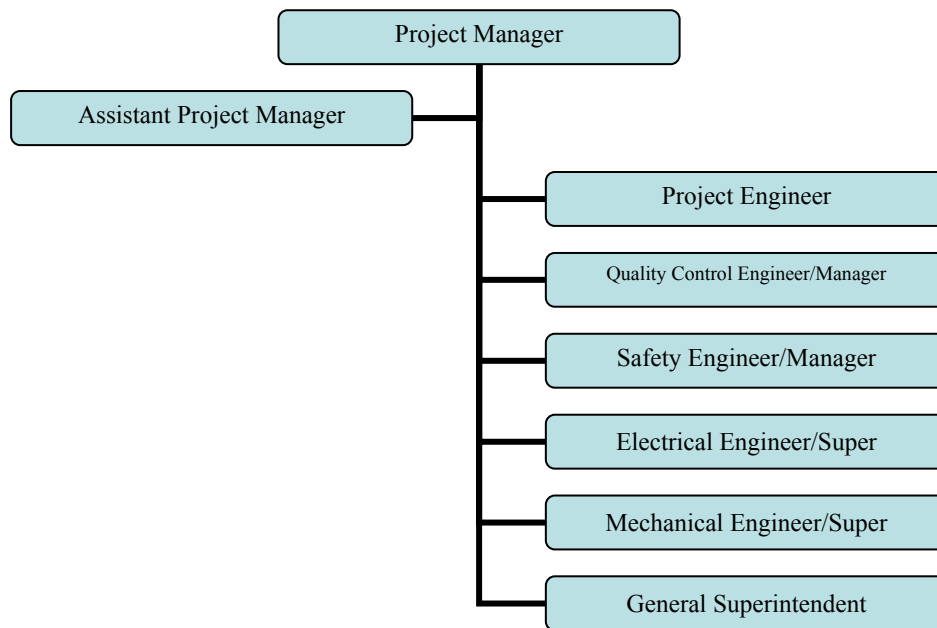 Project Manager
Assistant Project Manager
Project Engineer
Quality Control Engineer/Manager
Safety Engineer/Manager
Electrical Engineer/Super
Mechanical Engineer/Super
General Superintendent